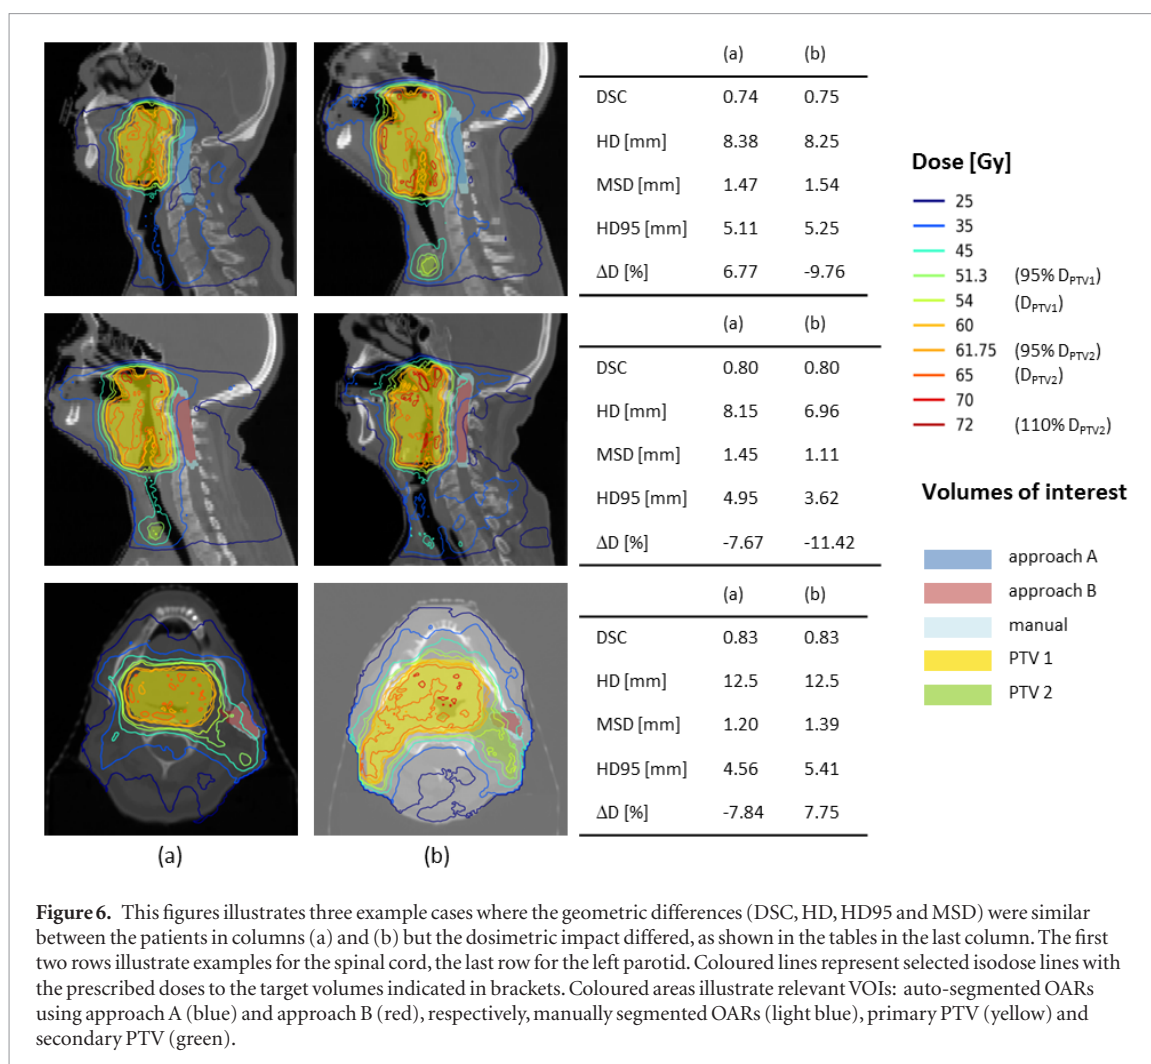 (a) (b)
DSC 0.74 0.75
HD [mm] 8.38 8.25
MSD [mm] 1.47 1.54
HD95 [mm] 5.11 5.25
ΔD [%] 6.77 -9.76
(a) (b)
DSC 0.80 0.80
HD [mm] 8.15 6.96
MSD [mm] 1.45 1.11
HD95 [mm] 4.95 3.62
ΔD [%] -7.67 -11.42
(a) (b)
DSC 0.83 0.83
HD [mm] 12.5 12.5
MSD [mm] 1.20 1.39
HD95 [mm] 4.56 5.41
ΔD [%] -7.84 7.75
Dose [Gy]
25
35
45
51.3 (95% DPTV1)
54 (DPTV1)
60
61.75 (95% DPTV2)
65 (DPTV2)
70
72 (110% DPTV2)
Volumes of interest
approach A
approach B
manual
PTV 1
PTV 2
(a) (b)
Figure 6. This figures illustrates three example cases where the geometric differences (DSC, HD, HD95 and MSD) were similar
between the patients in columns (a) and (b) but the dosimetric impact differed, as shown in the tables in the last column. The first
two rows illustrate examples for the spinal cord, the last row for the left parotid. Coloured lines represent selected isodose lines with
the prescribed doses to the target volumes indicated in brackets. Coloured areas illustrate relevant VOIs: auto-segmented OARs
using approach A (blue) and approach B (red), respectively, manually segmented OARs (light blue), primary PTV (yellow) and
secondary PTV (green).